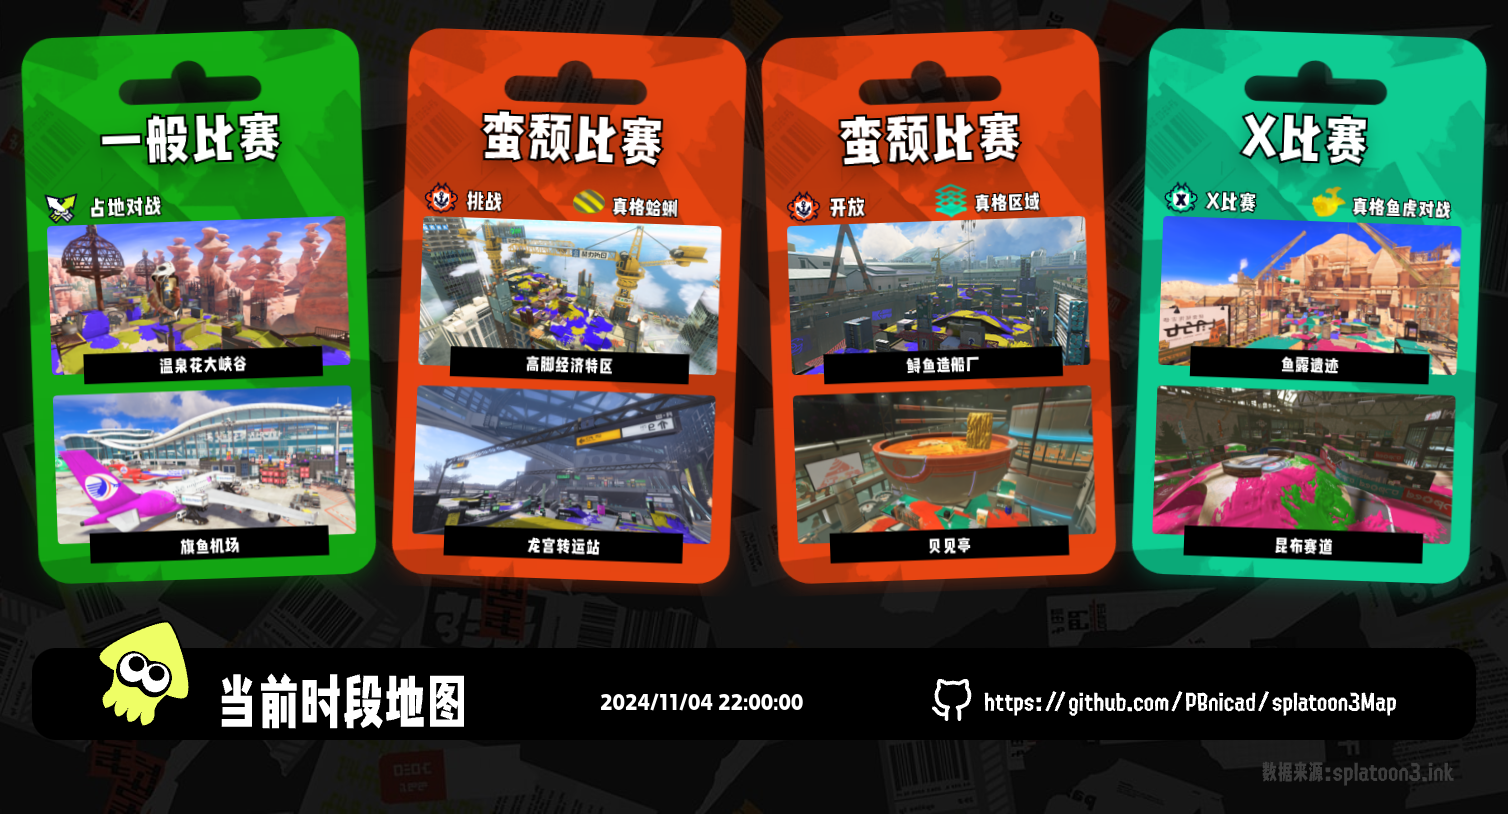 一般比赛
占地对战
温泉花大峡谷
旗鱼机场
蛮颓比赛
挑战
真格蛤蜊
高脚经济特区
龙宫转运站
蛮颓比赛
开放
真格区域
鲟鱼造船厂
贝见亭
X比赛
X比赛
真格鱼虎对战
鱼露遗迹
昆布赛道
当前时段地图
2024/11/04 22:00:00
https://github.com/PBnicad/splatoon3Map
数据来源:splatoon3.ink